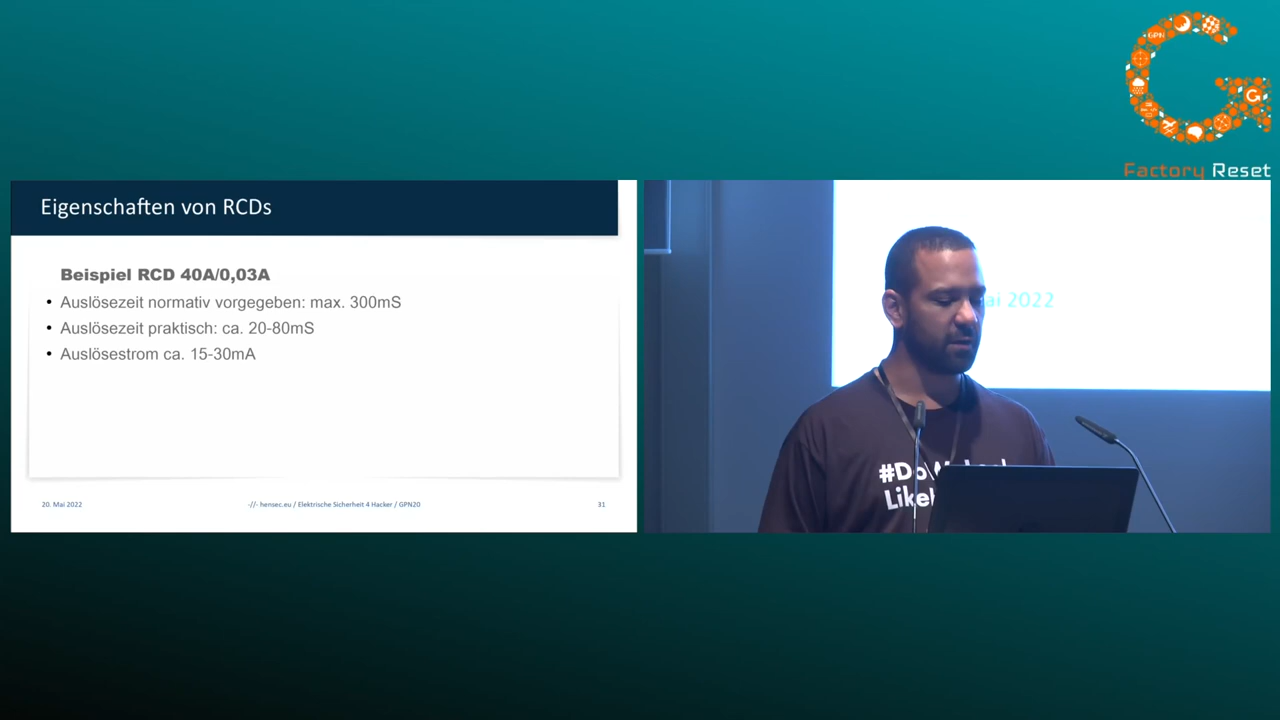 GPN
Factory Reset
Eigenschaften von RCDs
Beispiel RCD 40A/0,03A
• Auslösezeit normativ vorgegeben: max. 300mS
• Auslösezeit praktisch: ca. 20-80mS
• Auslösestrom ca. 15-30mA
20. Mai 2022
-//- hensec.eu / Elektrische Sicherheit 4 Hacker / GPN20
31
ai 2022
#Do
Like